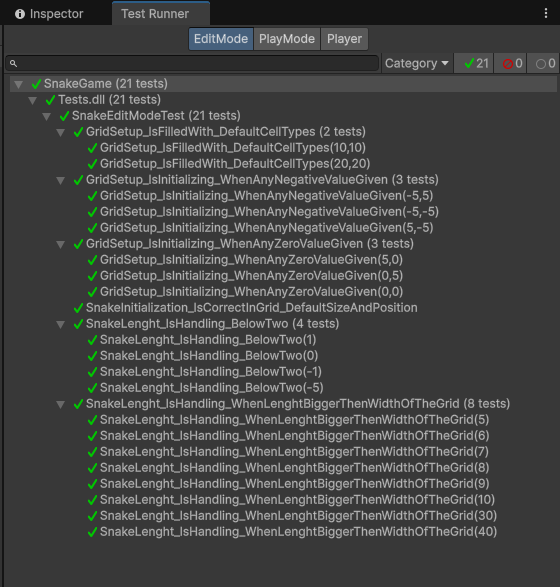 Inspector
Test Runner
EditMode PlayMode Player
Category 21 0 0
SnakeGame (21 tests)
Tests.dll (21 tests)
SnakeEditModeTest (21 tests)
GridSetup_IsFilledWith_DefaultCellTypes (2 tests)
GridSetup_IsFilledWith_DefaultCellTypes(10,10)
GridSetup_IsFilledWith_DefaultCellTypes(20,20)
GridSetup_IsInitializing_WhenAnyNegativeValueGiven (3 tests)
GridSetup_IsInitializing_WhenAnyNegativeValueGiven(-5,5)
GridSetup_IsInitializing_WhenAnyNegativeValueGiven(-5,-5)
GridSetup_IsInitializing_WhenAnyNegativeValueGiven(5,-5)
GridSetup_IsInitializing_WhenAnyZeroValueGiven (3 tests)
GridSetup_IsInitializing_WhenAnyZeroValueGiven(5,0)
GridSetup_IsInitializing_WhenAnyZeroValueGiven(0,5)
GridSetup_IsInitializing_WhenAnyZeroValueGiven(0,0)
SnakeInitialization_IsCorrectInGrid_DefaultSizeAndPosition
SnakeLenght_IsHandling_BelowTwo (4 tests)
SnakeLenght_IsHandling_BelowTwo(1)
SnakeLenght_IsHandling_BelowTwo(0)
SnakeLenght_IsHandling_BelowTwo(-1)
SnakeLenght_IsHandling_BelowTwo(-5)
SnakeLenght_IsHandling_WhenLenghtBiggerThenWidthOfTheGrid (8 tests)
SnakeLenght_IsHandling_WhenLenghtBiggerThenWidthOfTheGrid(5)
SnakeLenght_IsHandling_WhenLenghtBiggerThenWidthOfTheGrid(6)
SnakeLenght_IsHandling_WhenLenghtBiggerThenWidthOfTheGrid(7)
SnakeLenght_IsHandling_WhenLenghtBiggerThenWidthOfTheGrid(8)
SnakeLenght_IsHandling_WhenLenghtBiggerThenWidthOfTheGrid(9)
SnakeLenght_IsHandling_WhenLenghtBiggerThenWidthOfTheGrid(10)
SnakeLenght_IsHandling_WhenLenghtBiggerThenWidthOfTheGrid(30)
SnakeLenght_IsHandling_WhenLenghtBiggerThenWidthOfTheGrid(40)